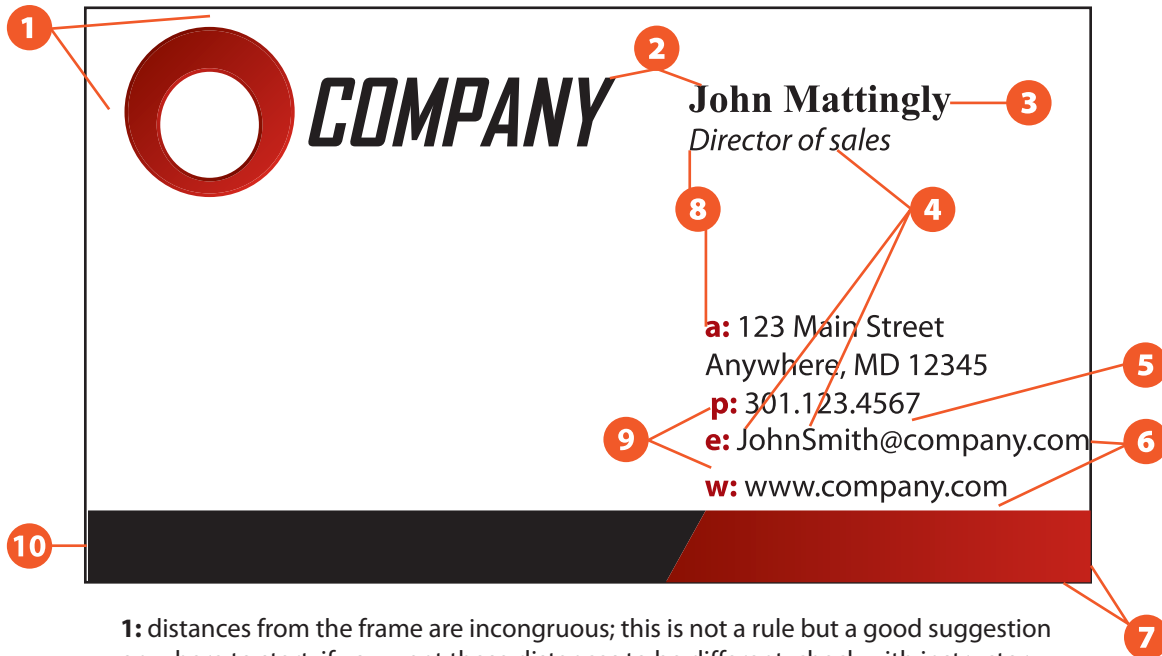 1
2
COMPANY
John Mattingly
3
Director of sales
8
4
a: 123 Main Street
Anywhere, MD 12345
5
p: 301.123.4567
9
e: JohnSmith@company.com
6
w: www.company.com
10
7
1: distances from the frame are incongruous; this is not a rule but a good suggestion